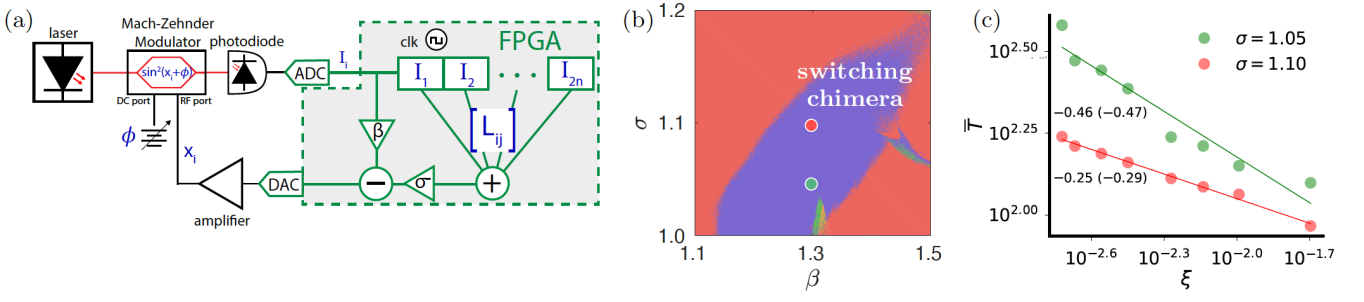 (a)
laser
Mach-Zehnder
Modulator
photodiode
sin²(xᵢ+ϕ)
DC port
RF port
ϕ
xᵢ
amplifier
ADC
Iᵢ
clk
FPGA
I₁ I₂ · · · I₂ₙ
[Lᵢⱼ]
β
DAC
−
σ
+
(b)
1.2
σ
1.1
1.0
switching
chimera
1.1 1.3 1.5
β
(c)
T̅
10^2.50
10^2.25
10^2.00
σ = 1.05
σ = 1.10
−0.46 (−0.47)
−0.25 (−0.29)
10^−2.6 10^−2.3 10^−2.0 10^−1.7
ξ